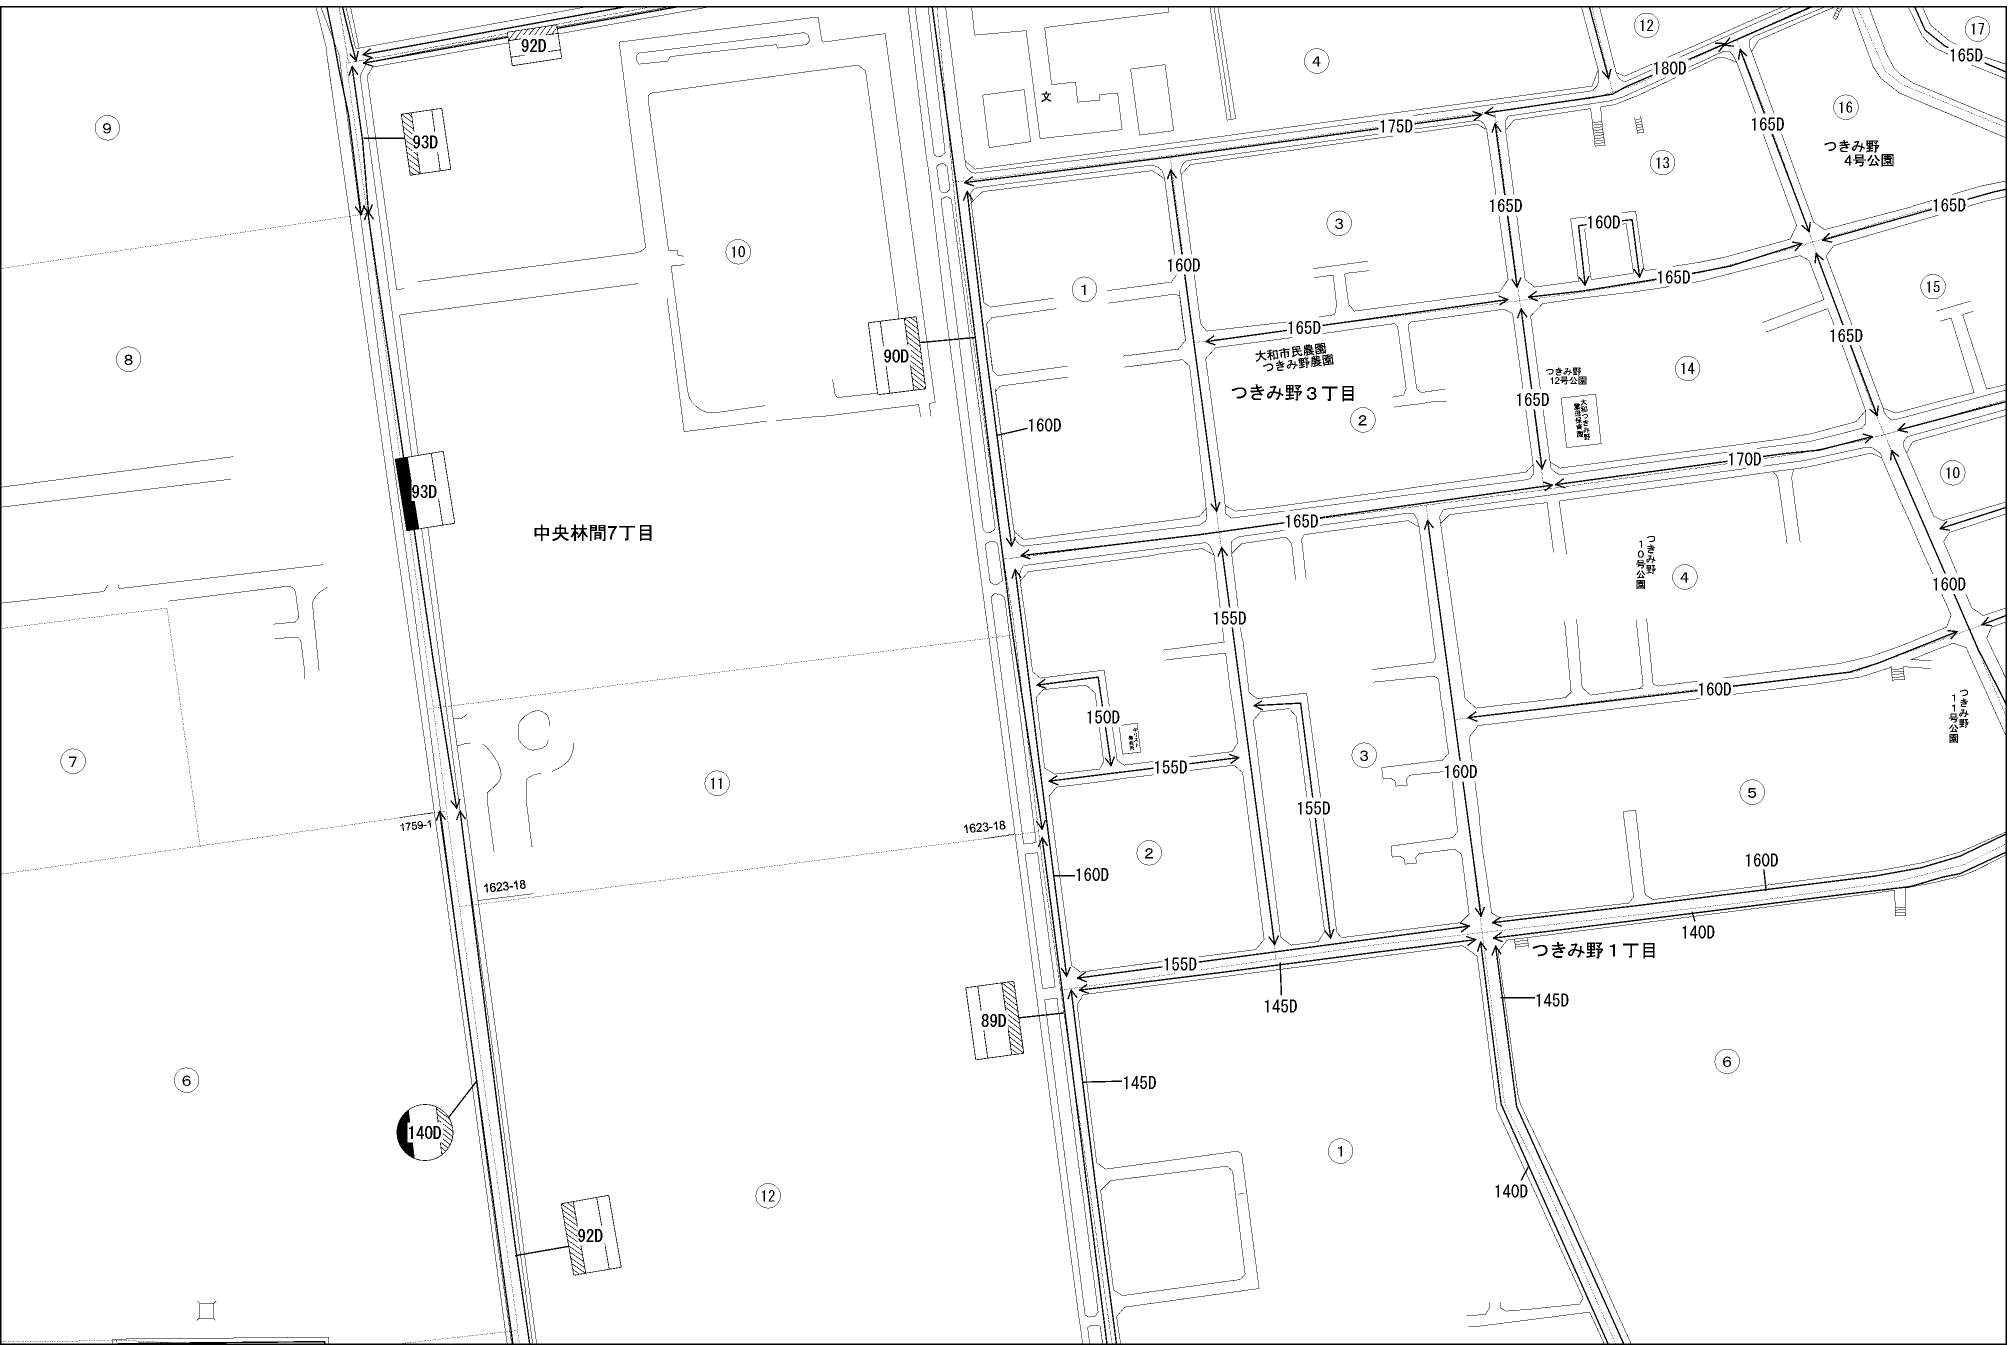 92D
⑫
⑰
165D
④
180D
文
⑨
175D
165D
⑯
93D
つきみ野
4号公園
⑬
165D
165D
③
160D
⑩
160D
165D
①
⑮
165D
165D
⑧
90D
大和市民農園
つきみ野農園
⑭
つきみ野
12号公園
つきみ野3丁目
165D
②
160D
170D
⑩
93D
165D
中央林間7丁目
つきみ野
10号公園
④
160D
155D
160D
つきみ野
11号公園
150D
⑦
155D
③
160D
⑪
⑤
155D
1759-1
1623-18
②
160D
160D
1623-18
140D
つきみ野1丁目
155D
145D
145D
89D
⑥
⑥
145D
140D
①
140D
⑫
92D